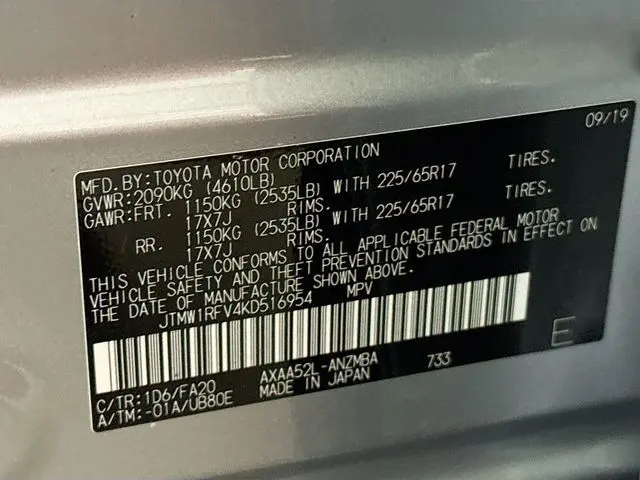 09/19
MFD.BY:TOYOTA MOTOR CORPORATION
GVWR:2090KG (4610LB)
GAWR:FRT. 1150KG (2535LB) WITH 225/65R17 TIRES.
17X7J RIMS.
RR. 1150KG (2535LB) WITH 225/65R17 TIRES.
17X7J RIMS.
THIS VEHICLE CONFORMS TO ALL APPLICABLE FEDERAL MOTOR
VEHICLE SAFETY AND THEFT PREVENTION STANDARDS IN EFFECT ON
THE DATE OF MANUFACTURE SHOWN ABOVE.
JTMW1RFV4KD516954 MPV
E
C/TR:1D6/FA20 AXAA52L-ANZMBA 733
A/TM:-01A/UB80E MADE IN JAPAN